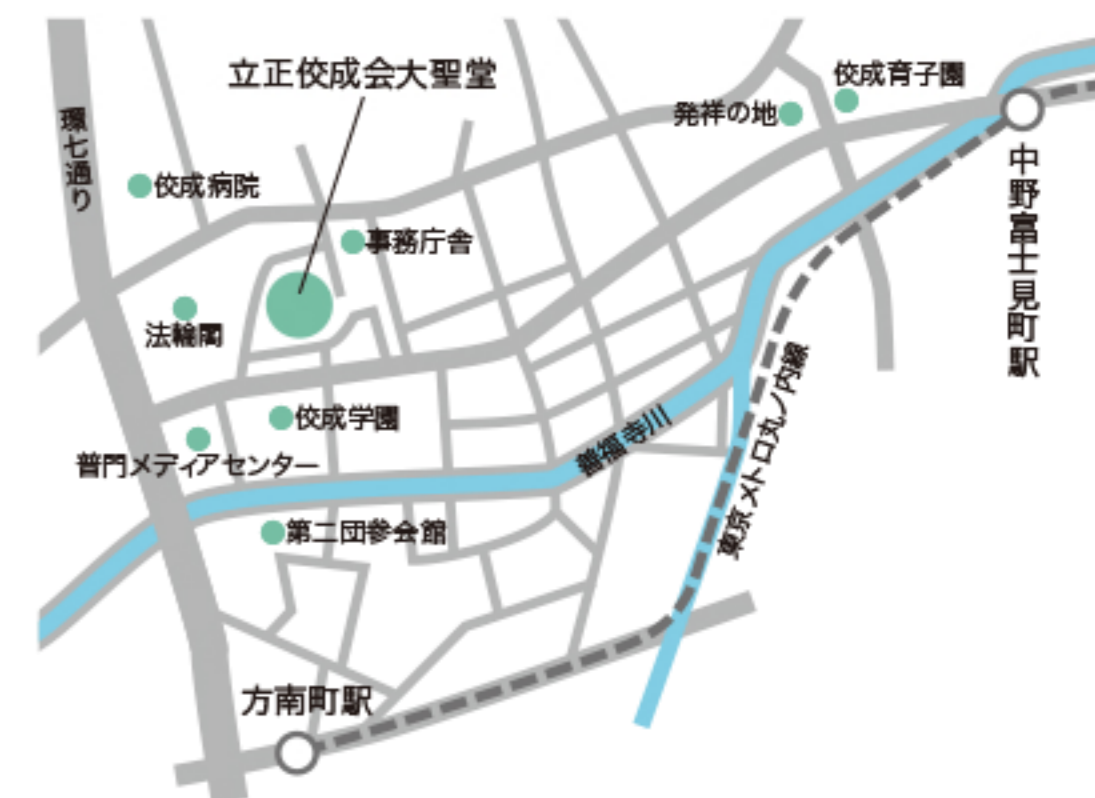 立正佼成会大聖堂
佼成育子園
発祥の地
環七通り
中野富士見町駅
佼成病院
事務庁舎
法輪閣
佼成学園
普門メディアセンター
善福寺川
東京メトロ丸ノ内線
第二団参会館
方南町駅